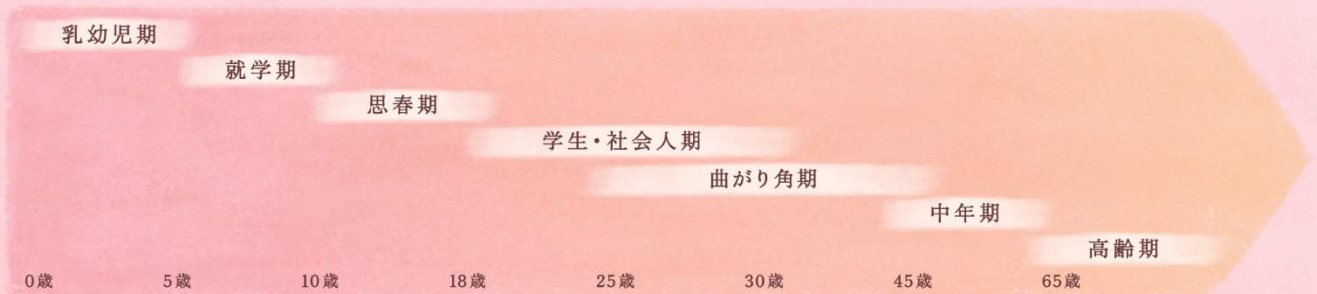 乳幼児期
就学期
思春期
学生・社会人期
曲がり角期
中年期
高齢期
0歳 5歳 10歳 18歳 25歳 30歳 45歳 65歳